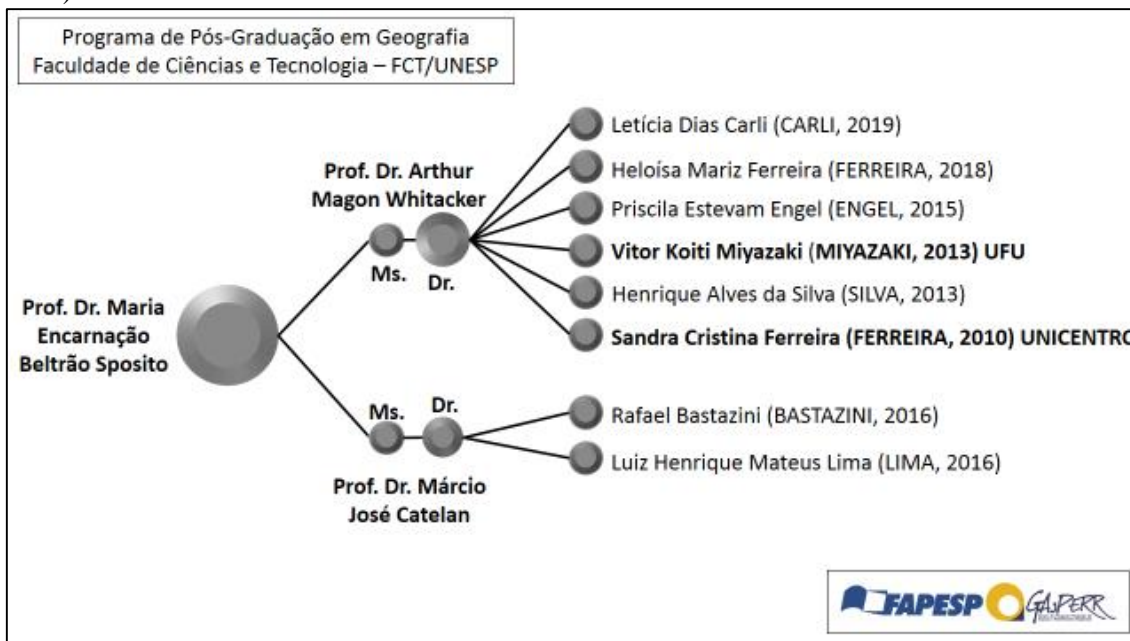 Programa de Pós-Graduação em Geografia
Faculdade de Ciências e Tecnologia – FCT/UNESP
Prof. Dr. Maria
Encarnação
Beltrão Sposito
Prof. Dr. Arthur
Magon Whitacker
Ms.
Dr.
Letícia Dias Carli (CARLI, 2019)
Heloísa Mariz Ferreira (FERREIRA, 2018)
Priscila Estevam Engel (ENGEL, 2015)
Vitor Koiti Miyazaki (MIYAZAKI, 2013) UFU
Henrique Alves da Silva (SILVA, 2013)
Sandra Cristina Ferreira (FERREIRA, 2010) UNICENTRO
Ms.
Dr.
Prof. Dr. Márcio
José Catelan
Rafael Bastazini (BASTAZINI, 2016)
Luiz Henrique Mateus Lima (LIMA, 2016)
FAPESP
GAsPERR